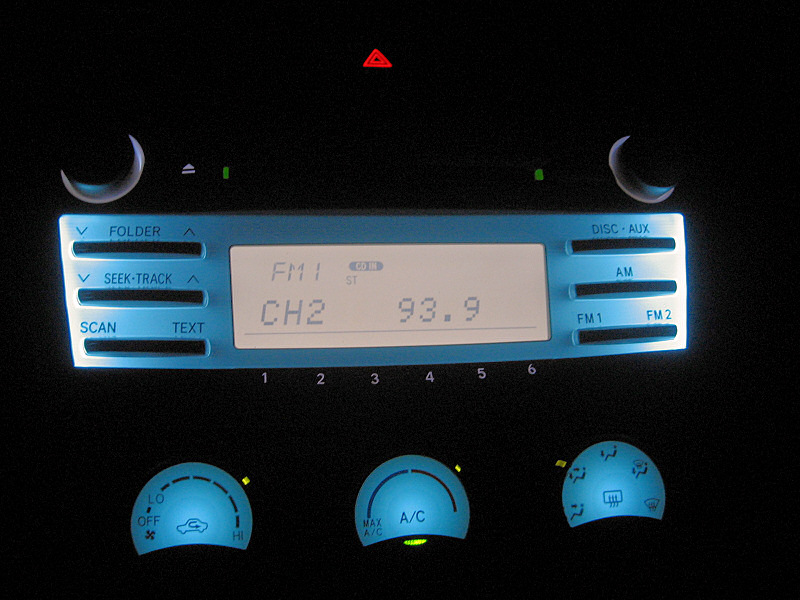 FOLDER
SEEK·TRACK
SCAN TEXT
FM1 CD IN
ST
CH2 93.9
DISC·AUX
AM
FM1 FM2
1 2 3 4 5 6
LO
OFF
HI
MAX
A/C
A/C